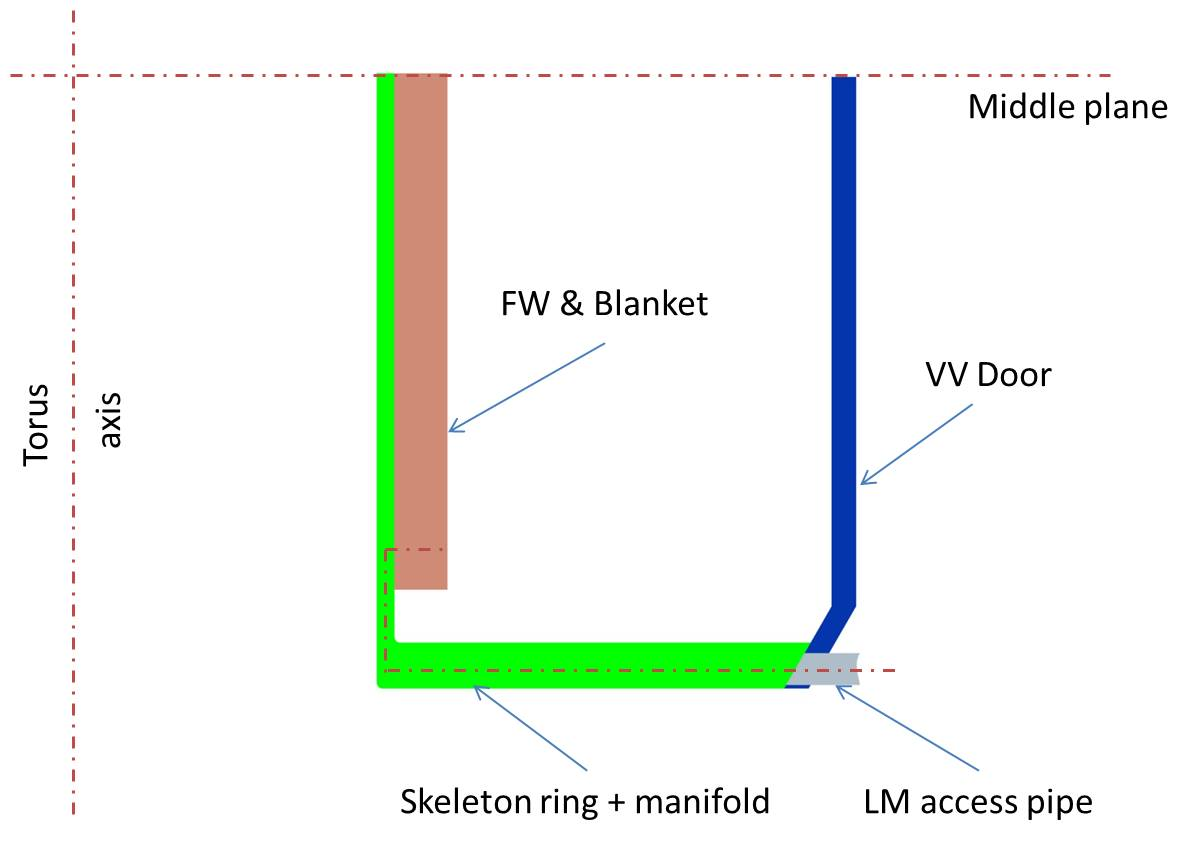 Middle plane
FW & Blanket
VV Door
Torus
axis
Skeleton ring + manifold
LM access pipe